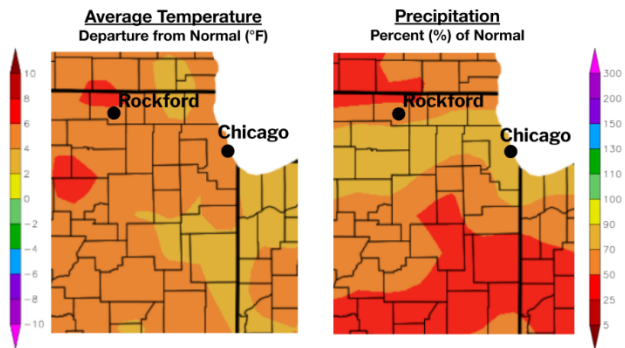 Average Temperature
Departure from Normal (°F)
Precipitation
Percent (%) of Normal
10
8
6
4
2
0
−2
−4
−6
−8
−10
Rockford
Chicago
Rockford
Chicago
300
200
150
130
110
100
90
70
50
25
5